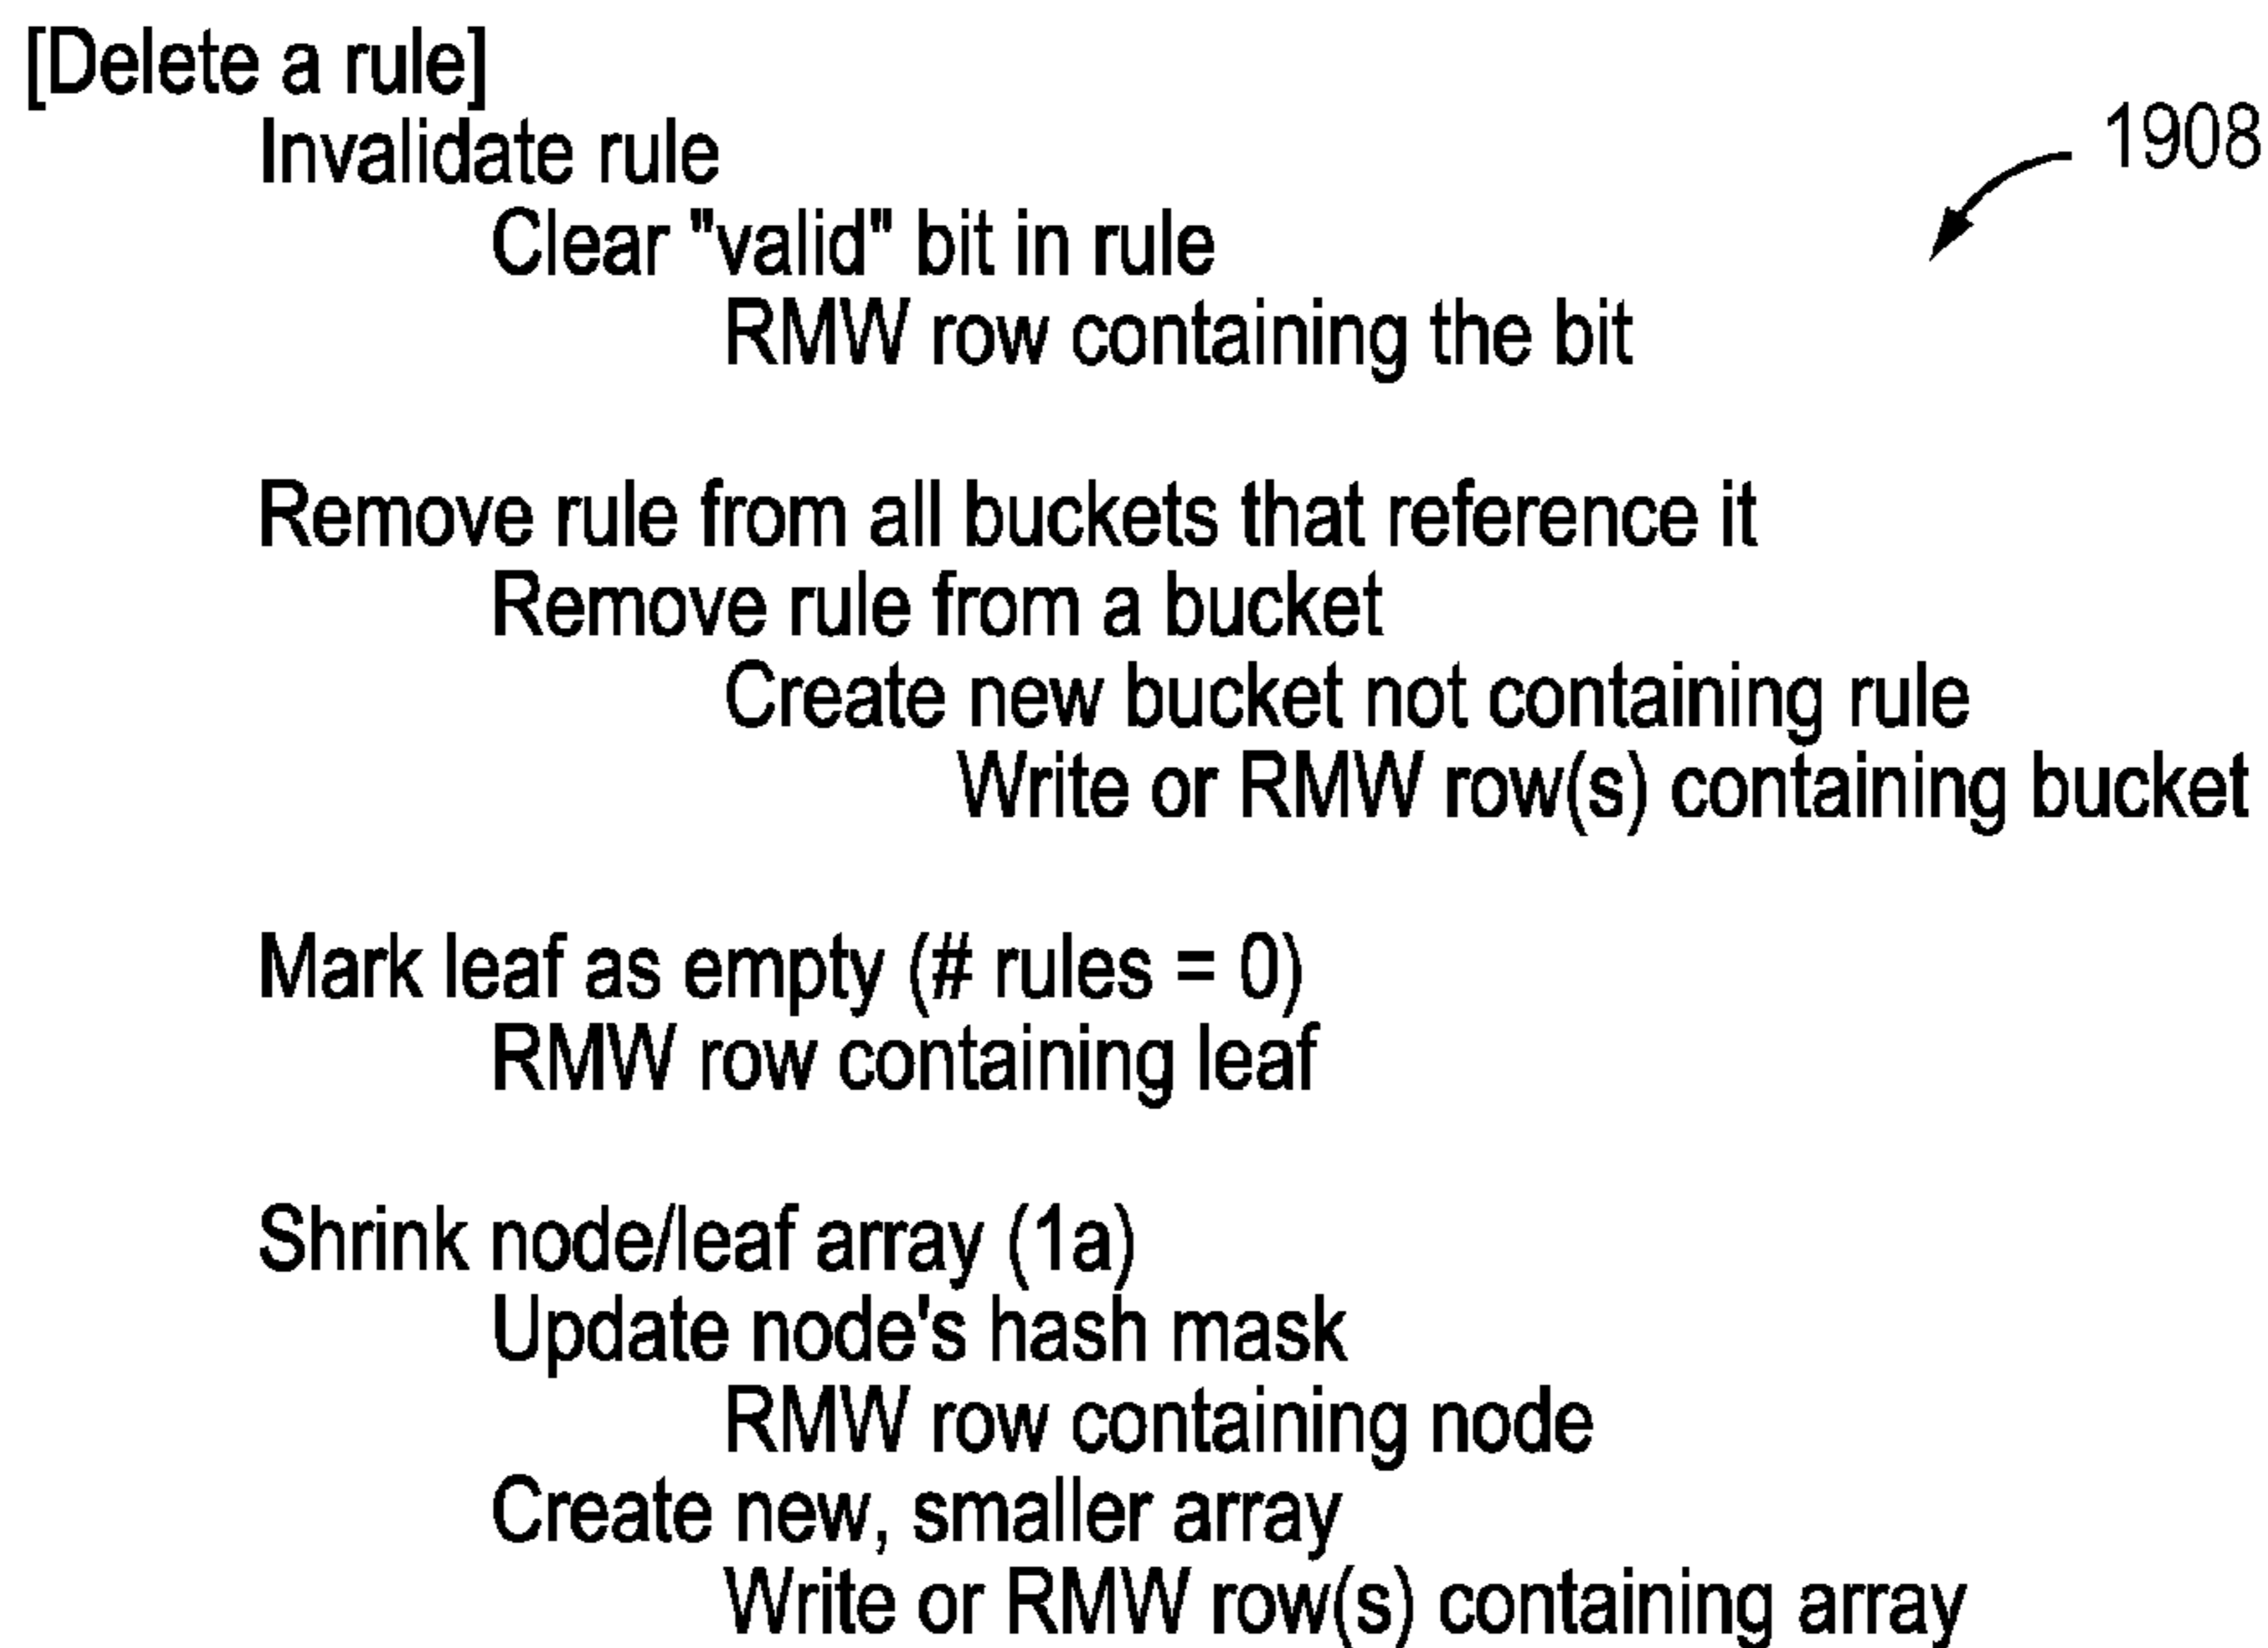 [Delete a rule]
Invalidate rule
1908
Clear "valid" bit in rule
RMW row containing the bit
Remove rule from all buckets that reference it
Remove rule from a bucket
Create new bucket not containing rule
Write or RMW row(s) containing bucket
Mark leaf as empty (# rules = 0)
RMW row containing leaf
Shrink node/leaf array (1a)
Update node's hash mask
RMW row containing node
Create new, smaller array
Write or RMW row(s) containing array